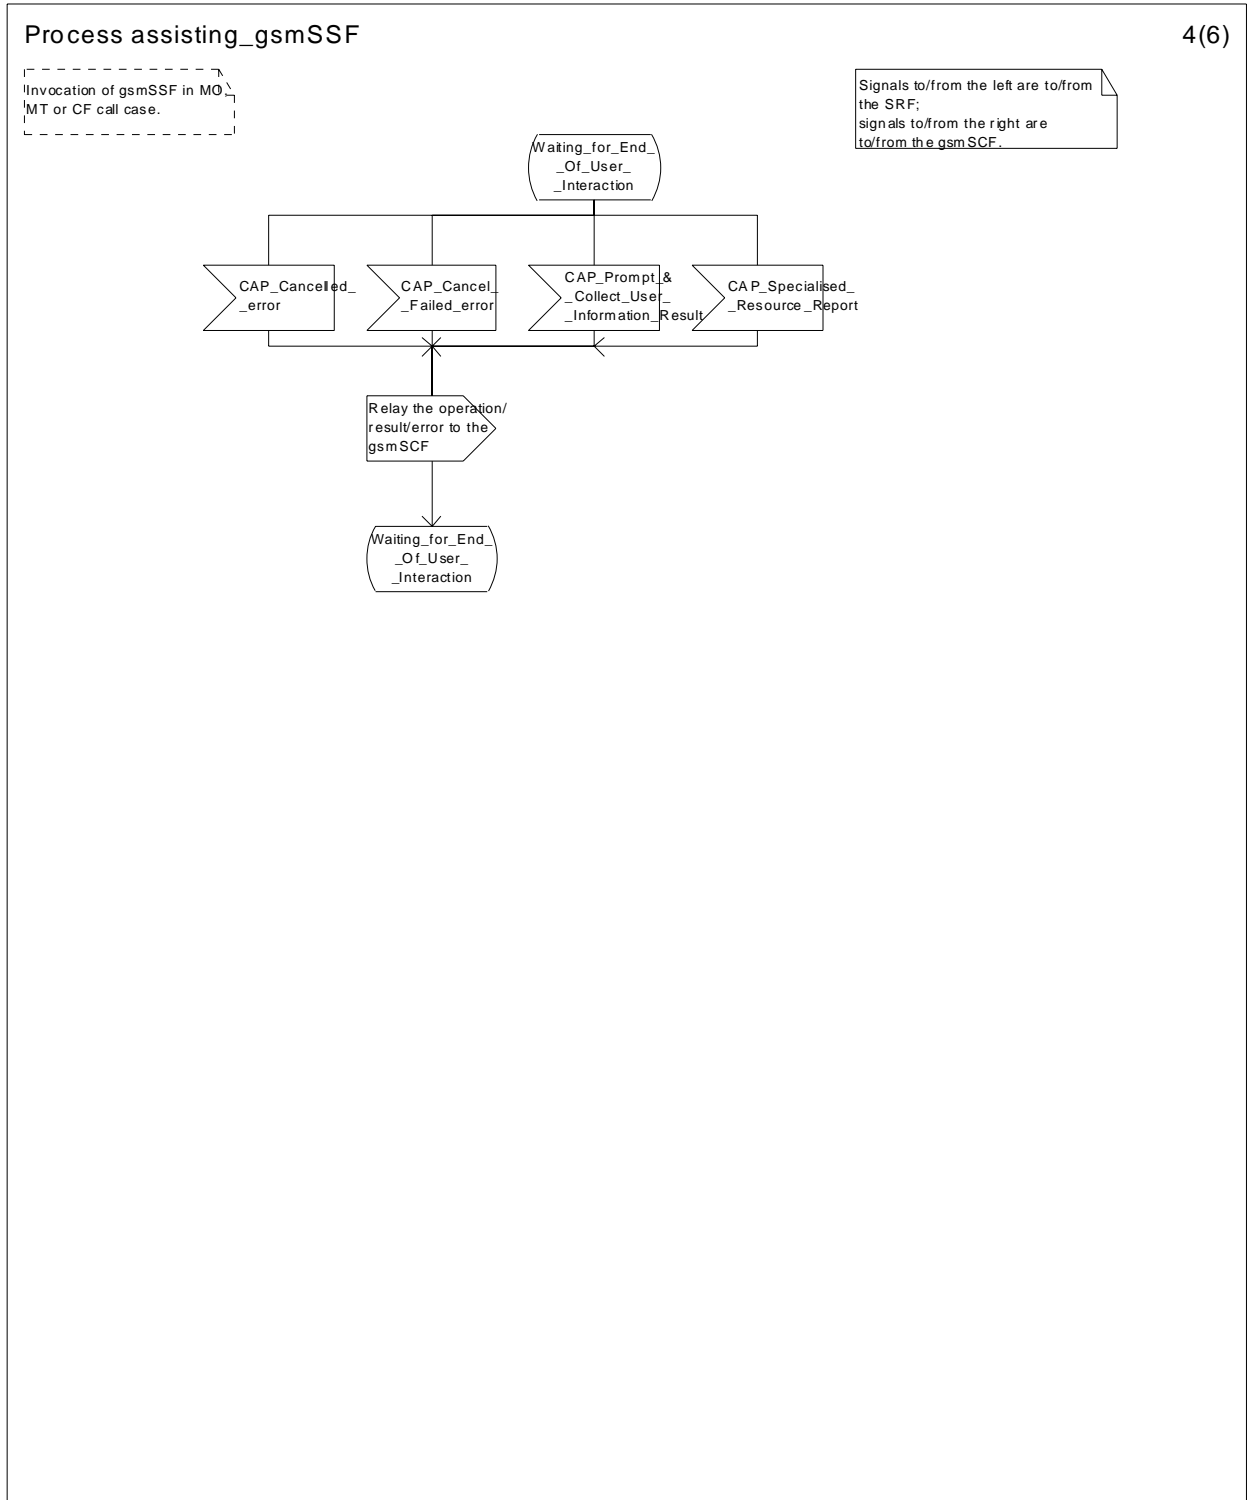 Process assisting_gsmSSF
4(6)
Invocation of gsmSSF in MO,
MT or CF call case.
Signals to/from the left are to/from
the SRF;
signals to/from the right are
to/from the gsmSCF.
Waiting_for_End_
_Of_User_
_Interaction
CAP_Cancelled_
_error
CAP_Cancel_
_Failed_error
CAP_Prompt_&
_Collect_User_
_Information_Result
CAP_Specialised_
_Resource_Report
Relay the operation/
result/error to the
gsmSCF
Waiting_for_End_
_Of_User_
_Interaction